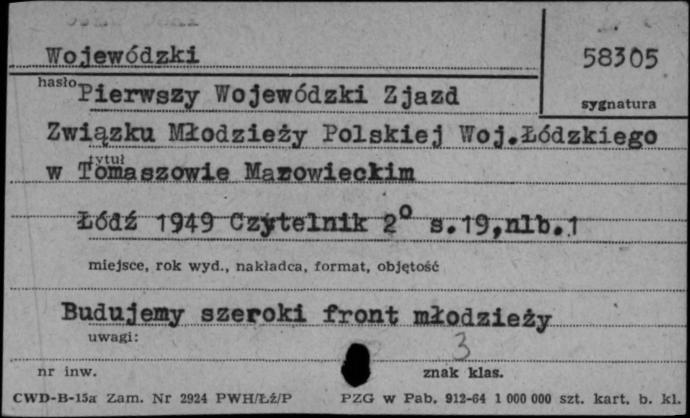 Wojewódzki
58305
hasło
Pierwszy Wojewódzki Zjazd
sygnatura
Związku Młodzieży Polskiej Woj.Łódzkiego
tytuł
w Tomaszowie Mazowieckim
Łódź 1949 Czytelnik 2° s.19,nlb.1
miejsce, rok wyd., nakładca, format, objętość
Budujemy szeroki front młodzieży
uwagi:
3
nr inw.
znak klas.
CWD-B-15a Zam. Nr 2924 PWH/Łź/P
PZG w Pab. 912-64 1 000 000 szt. kart. b. kl.